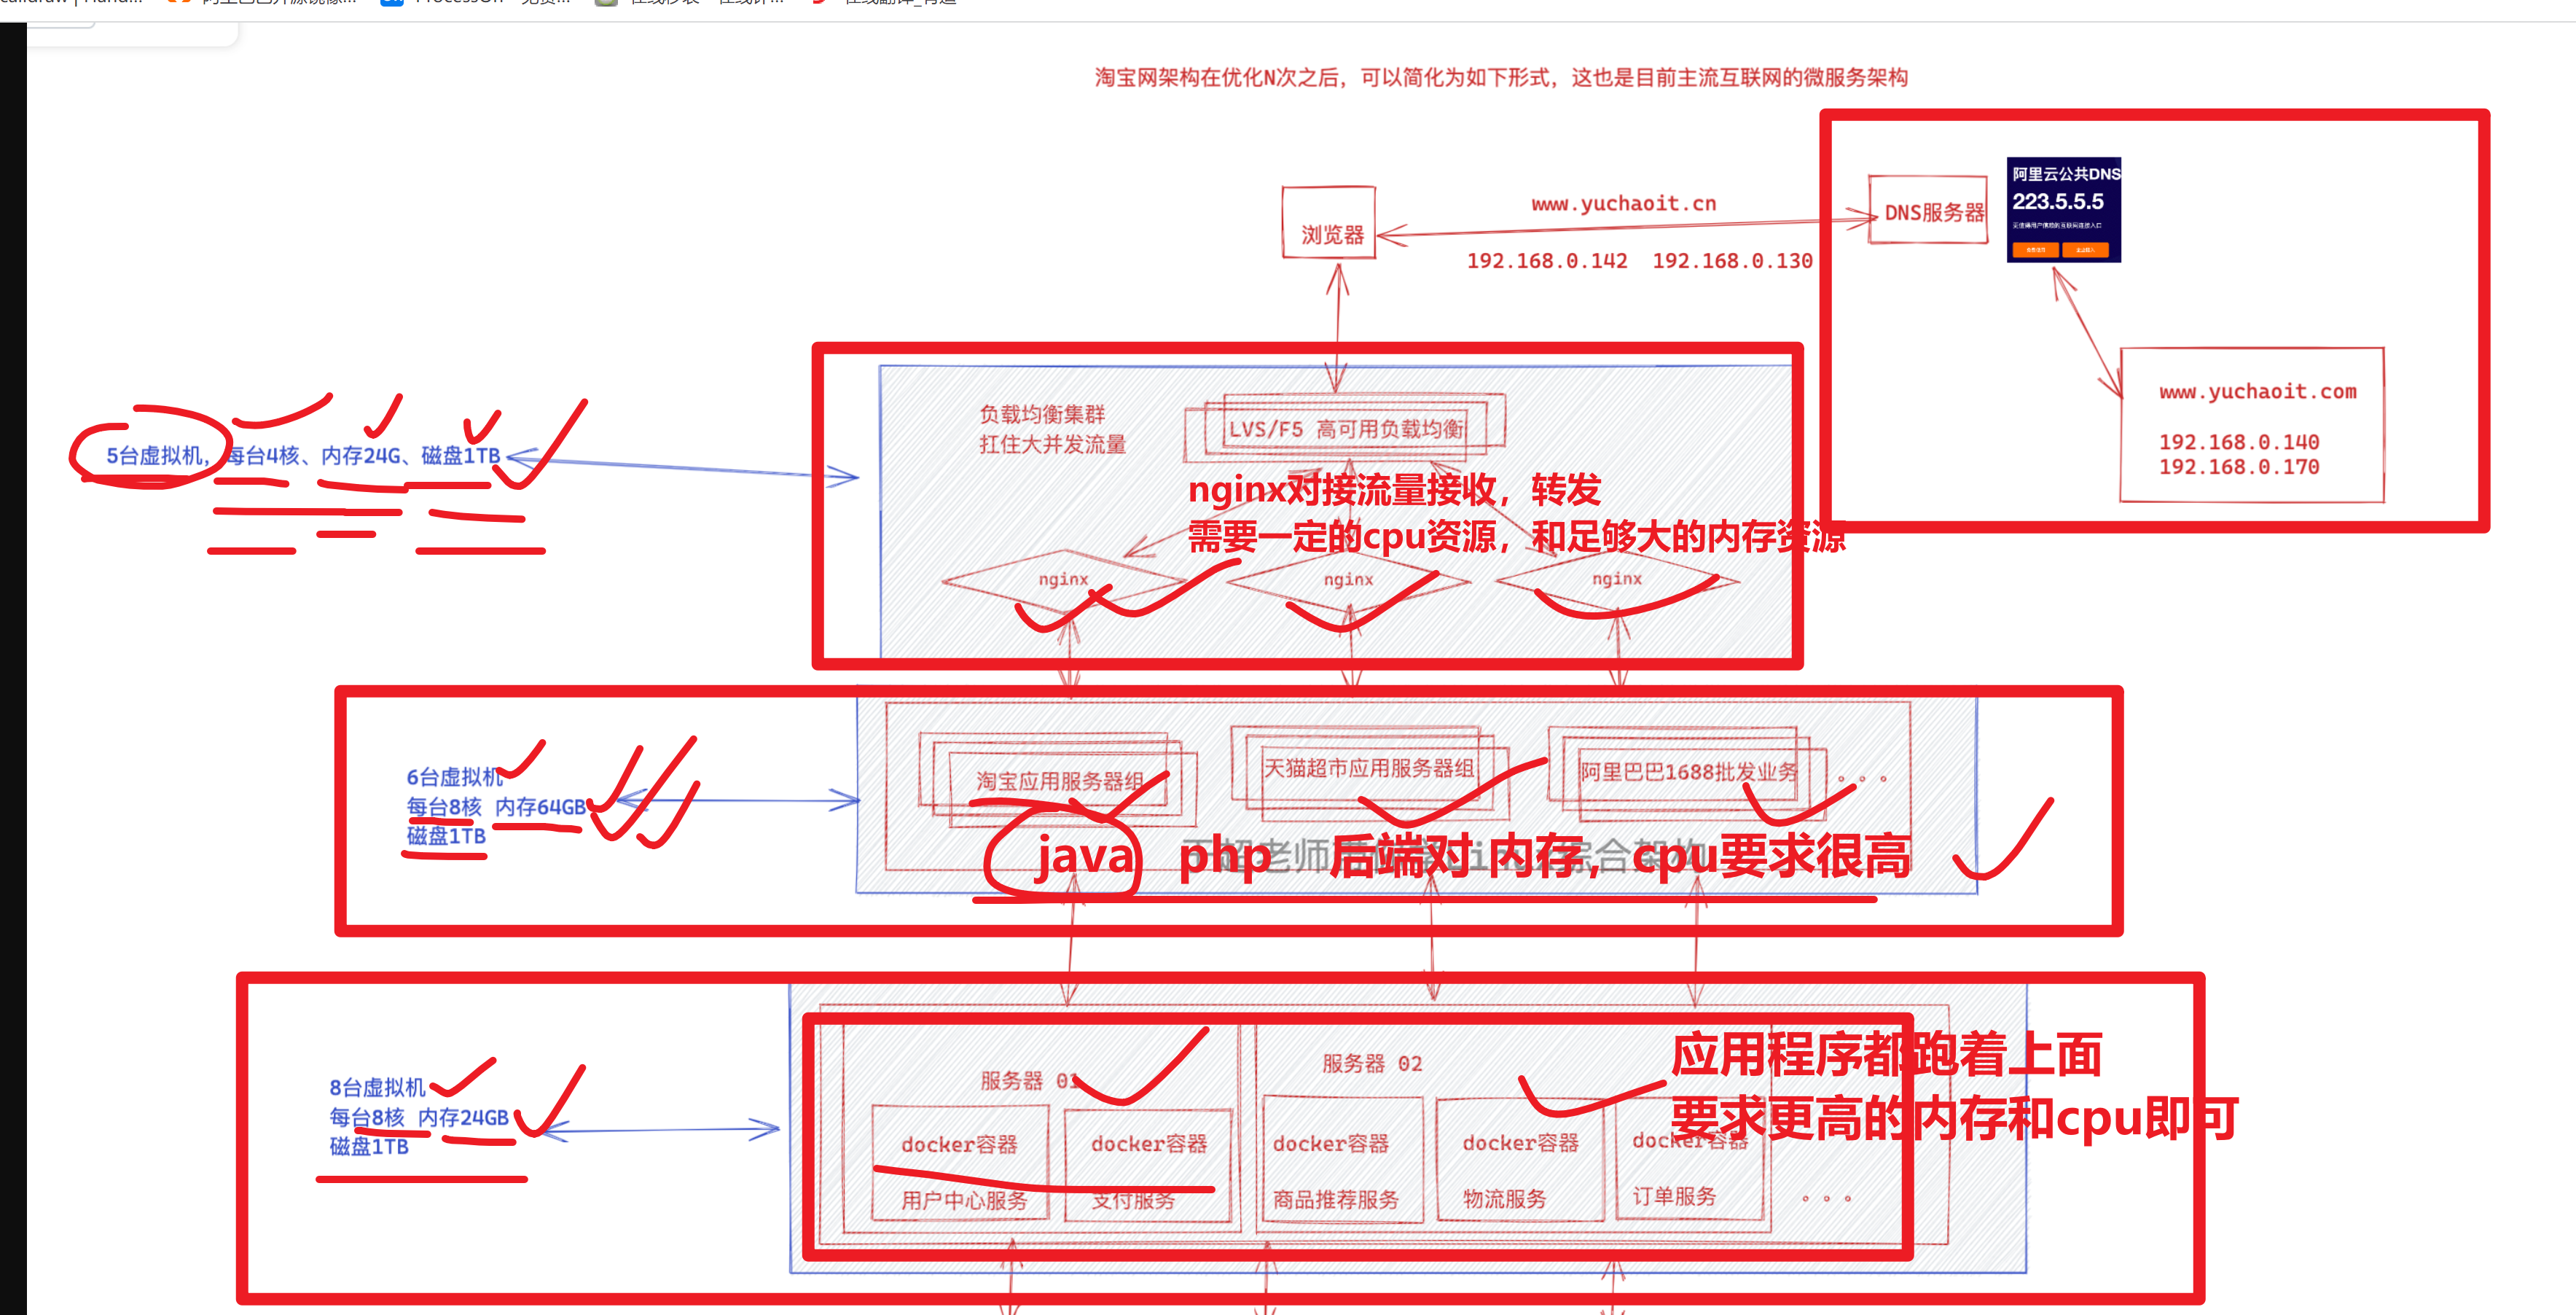 淘宝网架构在优化N次之后，可以简化为如下形式，这也是目前主流互联网的微服务架构
浏览器
www.yuchaoit.cn
192.168.0.142 192.168.0.130
DNS服务器
阿里云公共DNS
223.5.5.5
www.yuchaoit.com
192.168.0.140
192.168.0.170
5台虚拟机，每台4核、内存24G、磁盘1TB
负载均衡集群
扛住大并发流量
LVS/F5 高可用负载均衡
nginx对接流量接收，转发
需要一定的cpu资源，和足够大的内存资源
nginx
nginx
nginx
6台虚拟机
每台8核 内存64GB
磁盘1TB
淘宝应用服务器组
天猫超市应用服务器组
阿里巴巴1688批发业务
。。。
java php 后端对 内存，cpu要求很高
8台虚拟机
每台8核 内存24GB
磁盘1TB
服务器 01
服务器 02
应用程序都跑着上面
要求更高的内存和cpu即可
docker容器
用户中心服务
docker容器
支付服务
docker容器
商品推荐服务
docker容器
物流服务
docker容器
订单服务
。。。